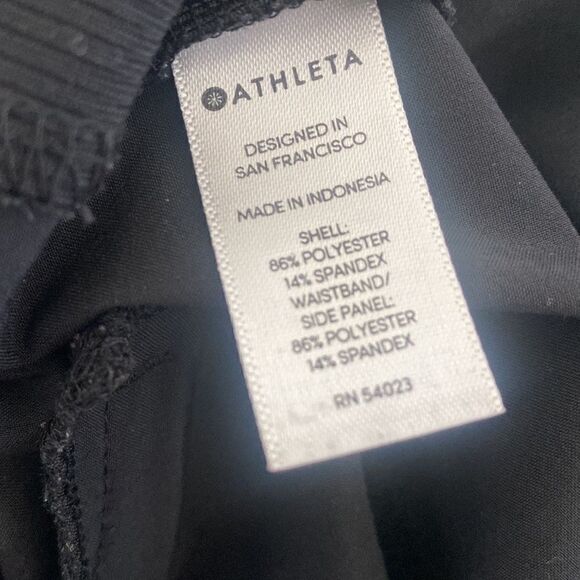 ATHLETA
DESIGNED IN
SAN FRANCISCO
MADE IN INDONESIA
SHELL:
86% POLYESTER
14% SPANDEX
WAISTBAND/
SIDE PANEL:
86% POLYESTER
14% SPANDEX
RN 54023